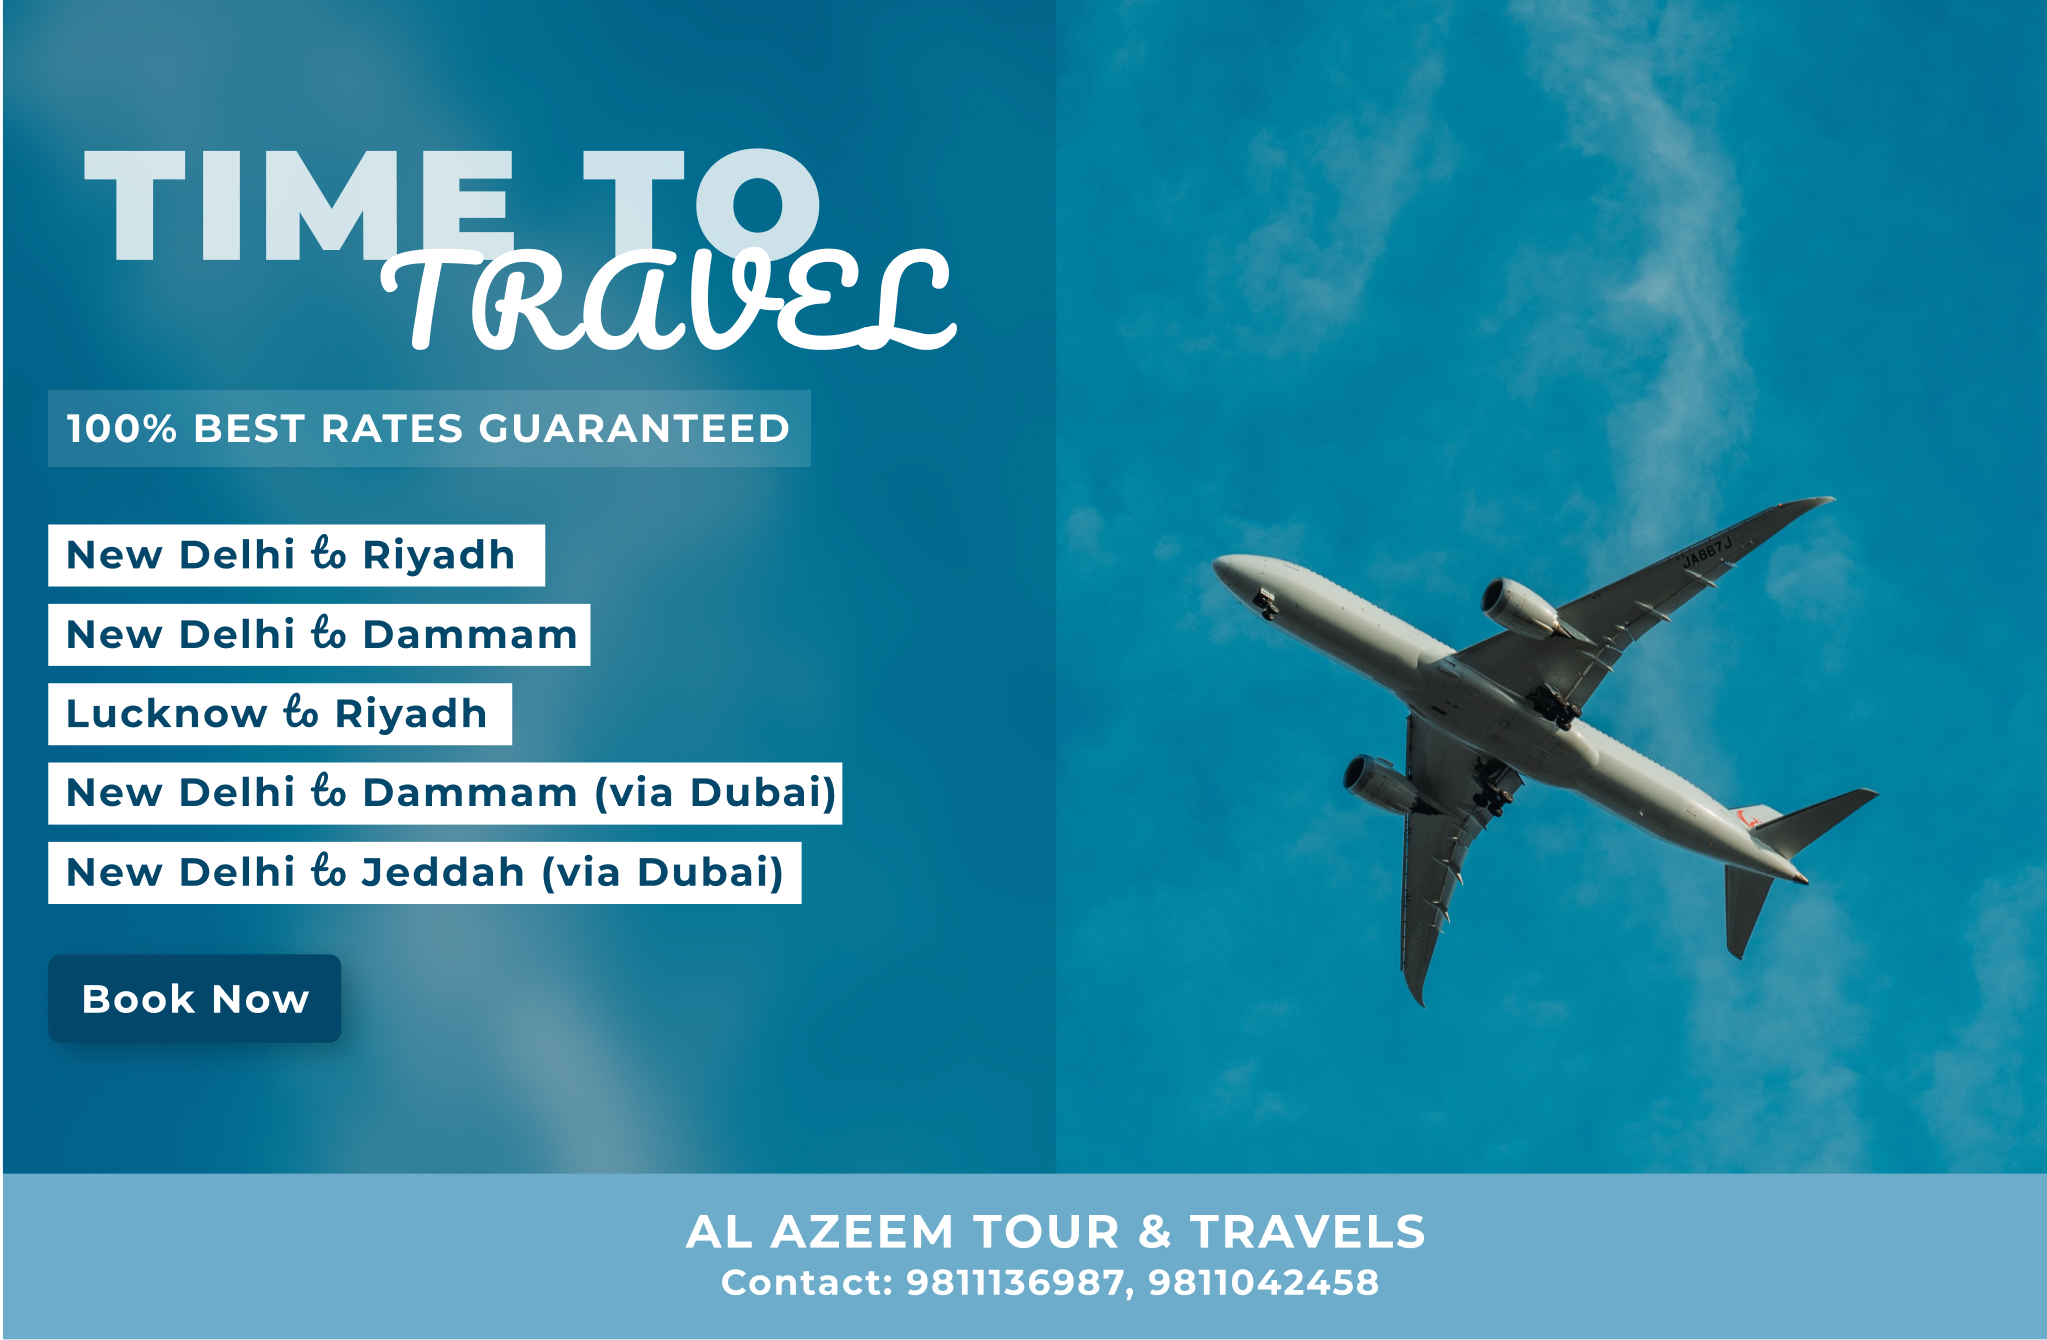 TIME TO
TRAVEL
100% BEST RATES GUARANTEED
New Delhi to Riyadh
New Delhi to Dammam
Lucknow to Riyadh
New Delhi to Dammam (via Dubai)
New Delhi to Jeddah (via Dubai)
Book Now
JA867J
AL AZEEM TOUR & TRAVELS
Contact: 9811136987, 9811042458